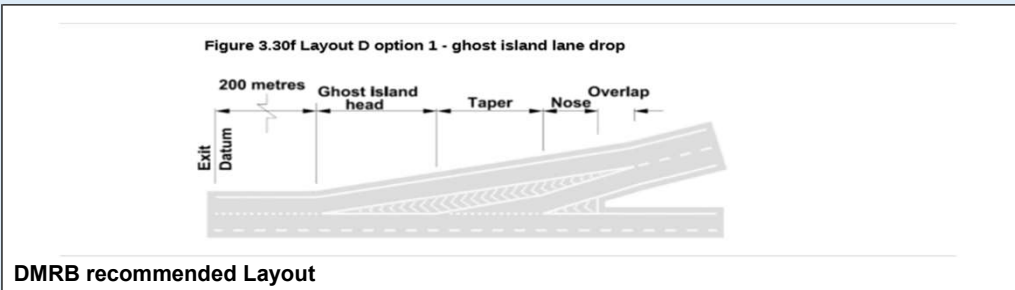 Figure 3.30f Layout D option 1 - ghost island lane drop
200 metres
Ghost Island
head
Taper
Nose
Overlap
Exit
Datum
DMRB recommended Layout